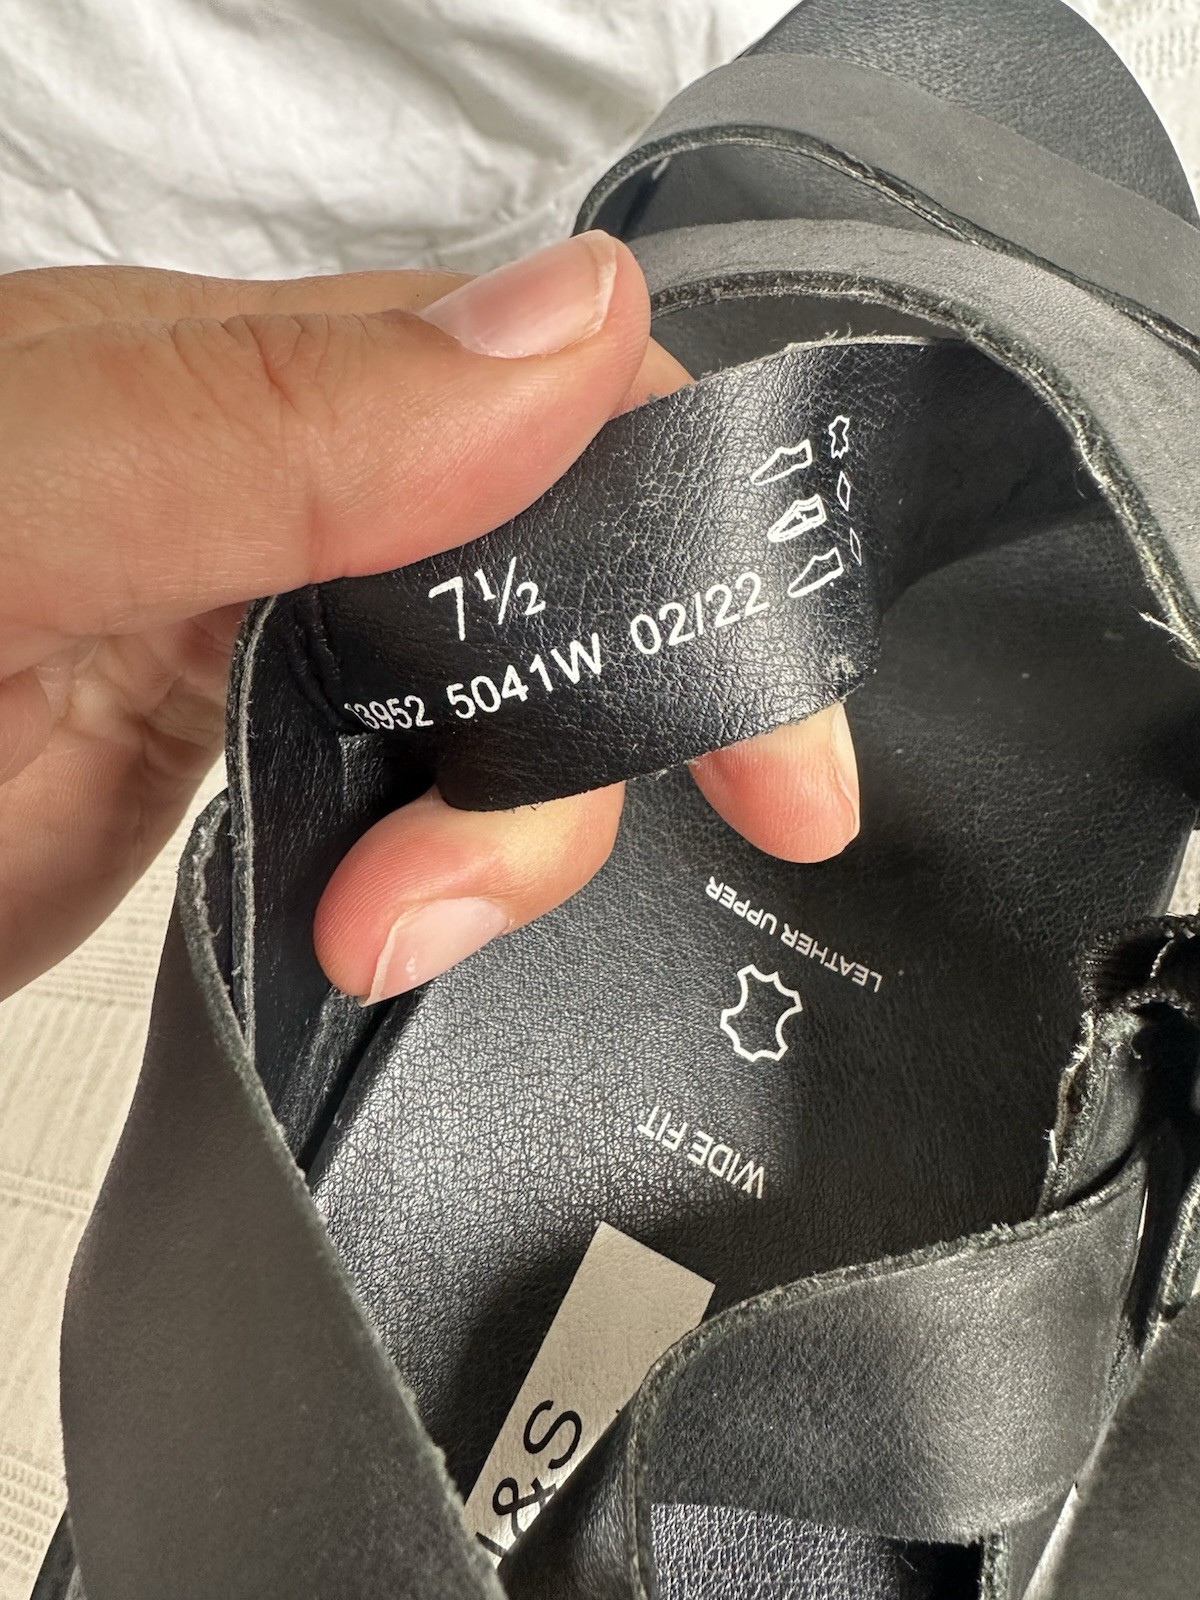 7½
3952 5041W 02/22
LEATHER UPPER
WIDE FIT
&S